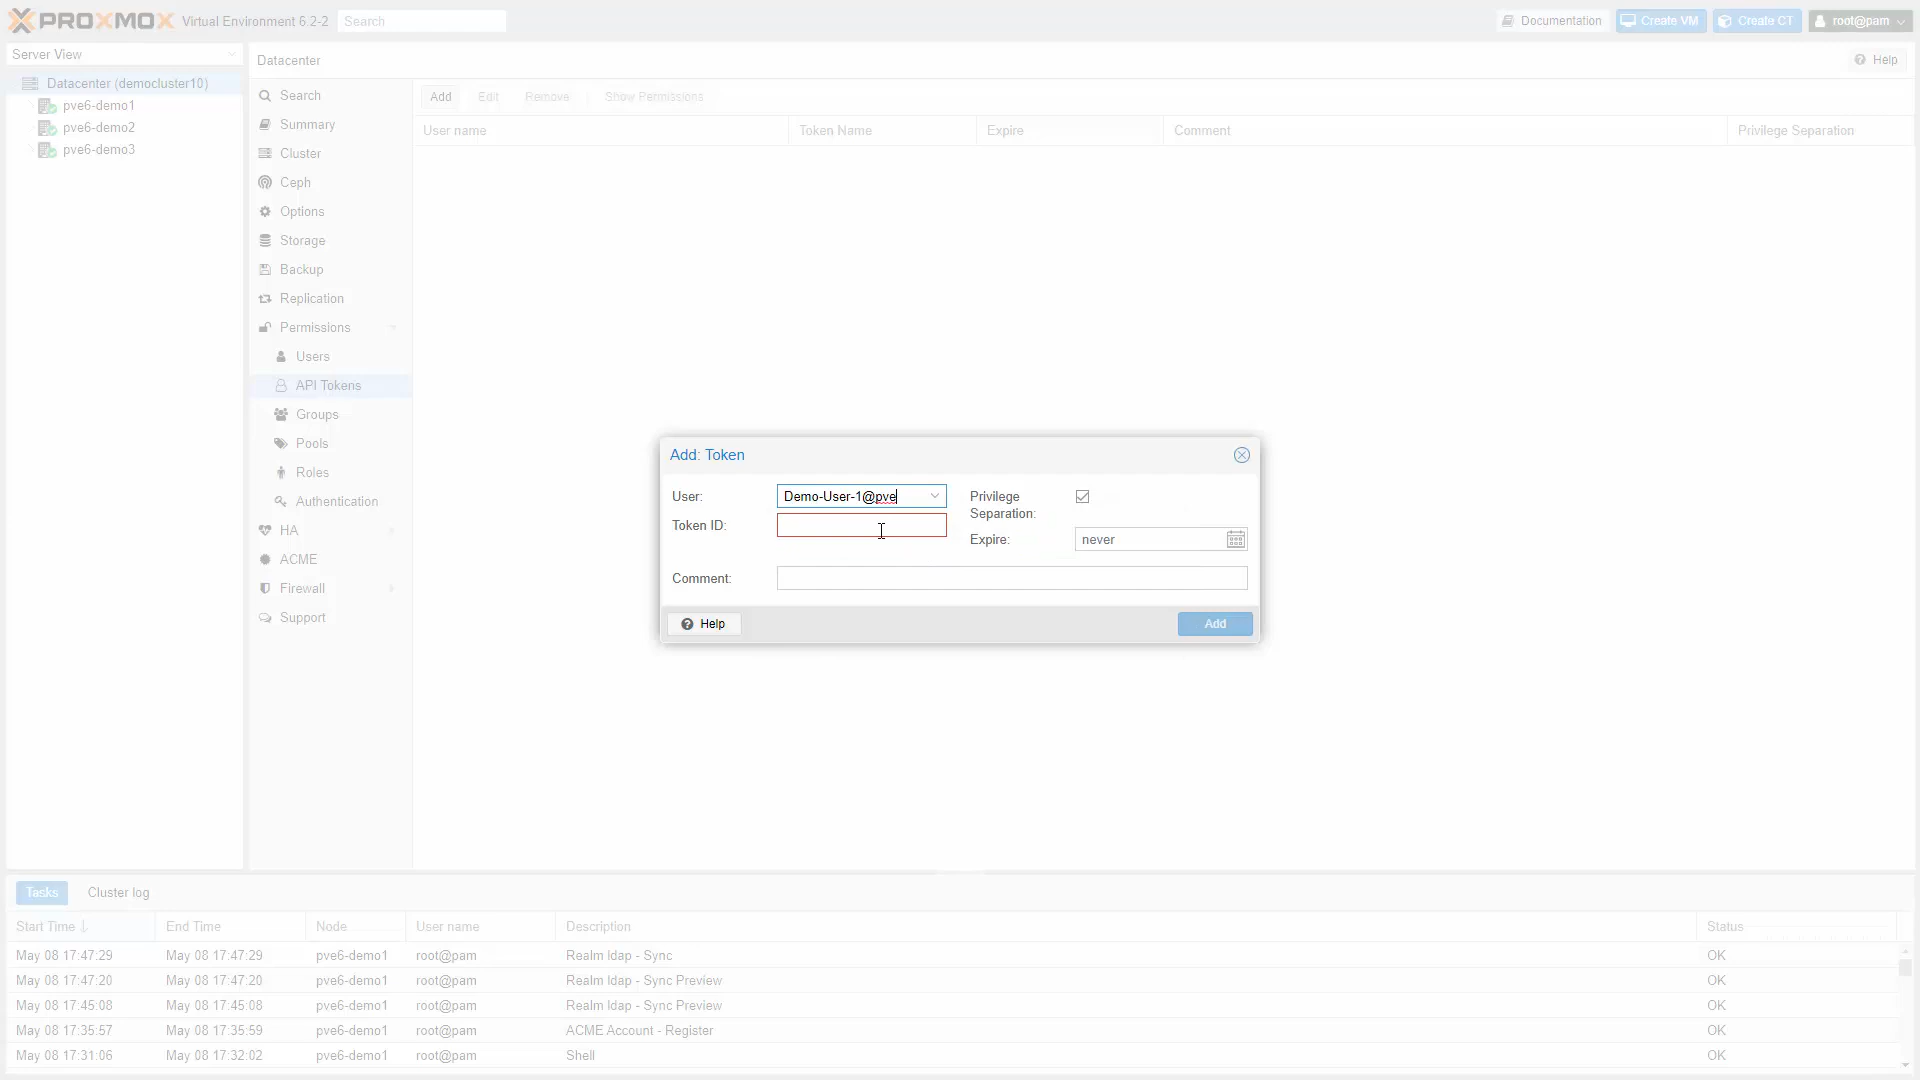 PROXMOX Virtual Environment 6.2-2 Search Documentation Create VM Create CT root@pam
Server View
Datacenter (democluster10)
pve6-demo1
pve6-demo2
pve6-demo3
Datacenter Help
Search
Summary
Cluster
Ceph
Options
Storage
Backup
Replication
Permissions
Users
API Tokens
Groups
Pools
Roles
Authentication
HA
ACME
Firewall
Support
Add Edit Remove Show Permissions
User name Token Name Expire Comment Privilege Separation
Add: Token
User: Demo-User-1@pve
Token ID:
Privilege
Separation:
Expire: never
Comment:
Help Add
Tasks Cluster log
Start Time End Time Node User name Description Status
May 08 17:47:29 May 08 17:47:29 pve6-demo1 root@pam Realm ldap - Sync OK
May 08 17:47:20 May 08 17:47:20 pve6-demo1 root@pam Realm ldap - Sync Preview OK
May 08 17:45:08 May 08 17:45:08 pve6-demo1 root@pam Realm ldap - Sync Preview OK
May 08 17:35:57 May 08 17:35:59 pve6-demo1 root@pam ACME Account - Register OK
May 08 17:31:06 May 08 17:32:02 pve6-demo1 root@pam Shell OK